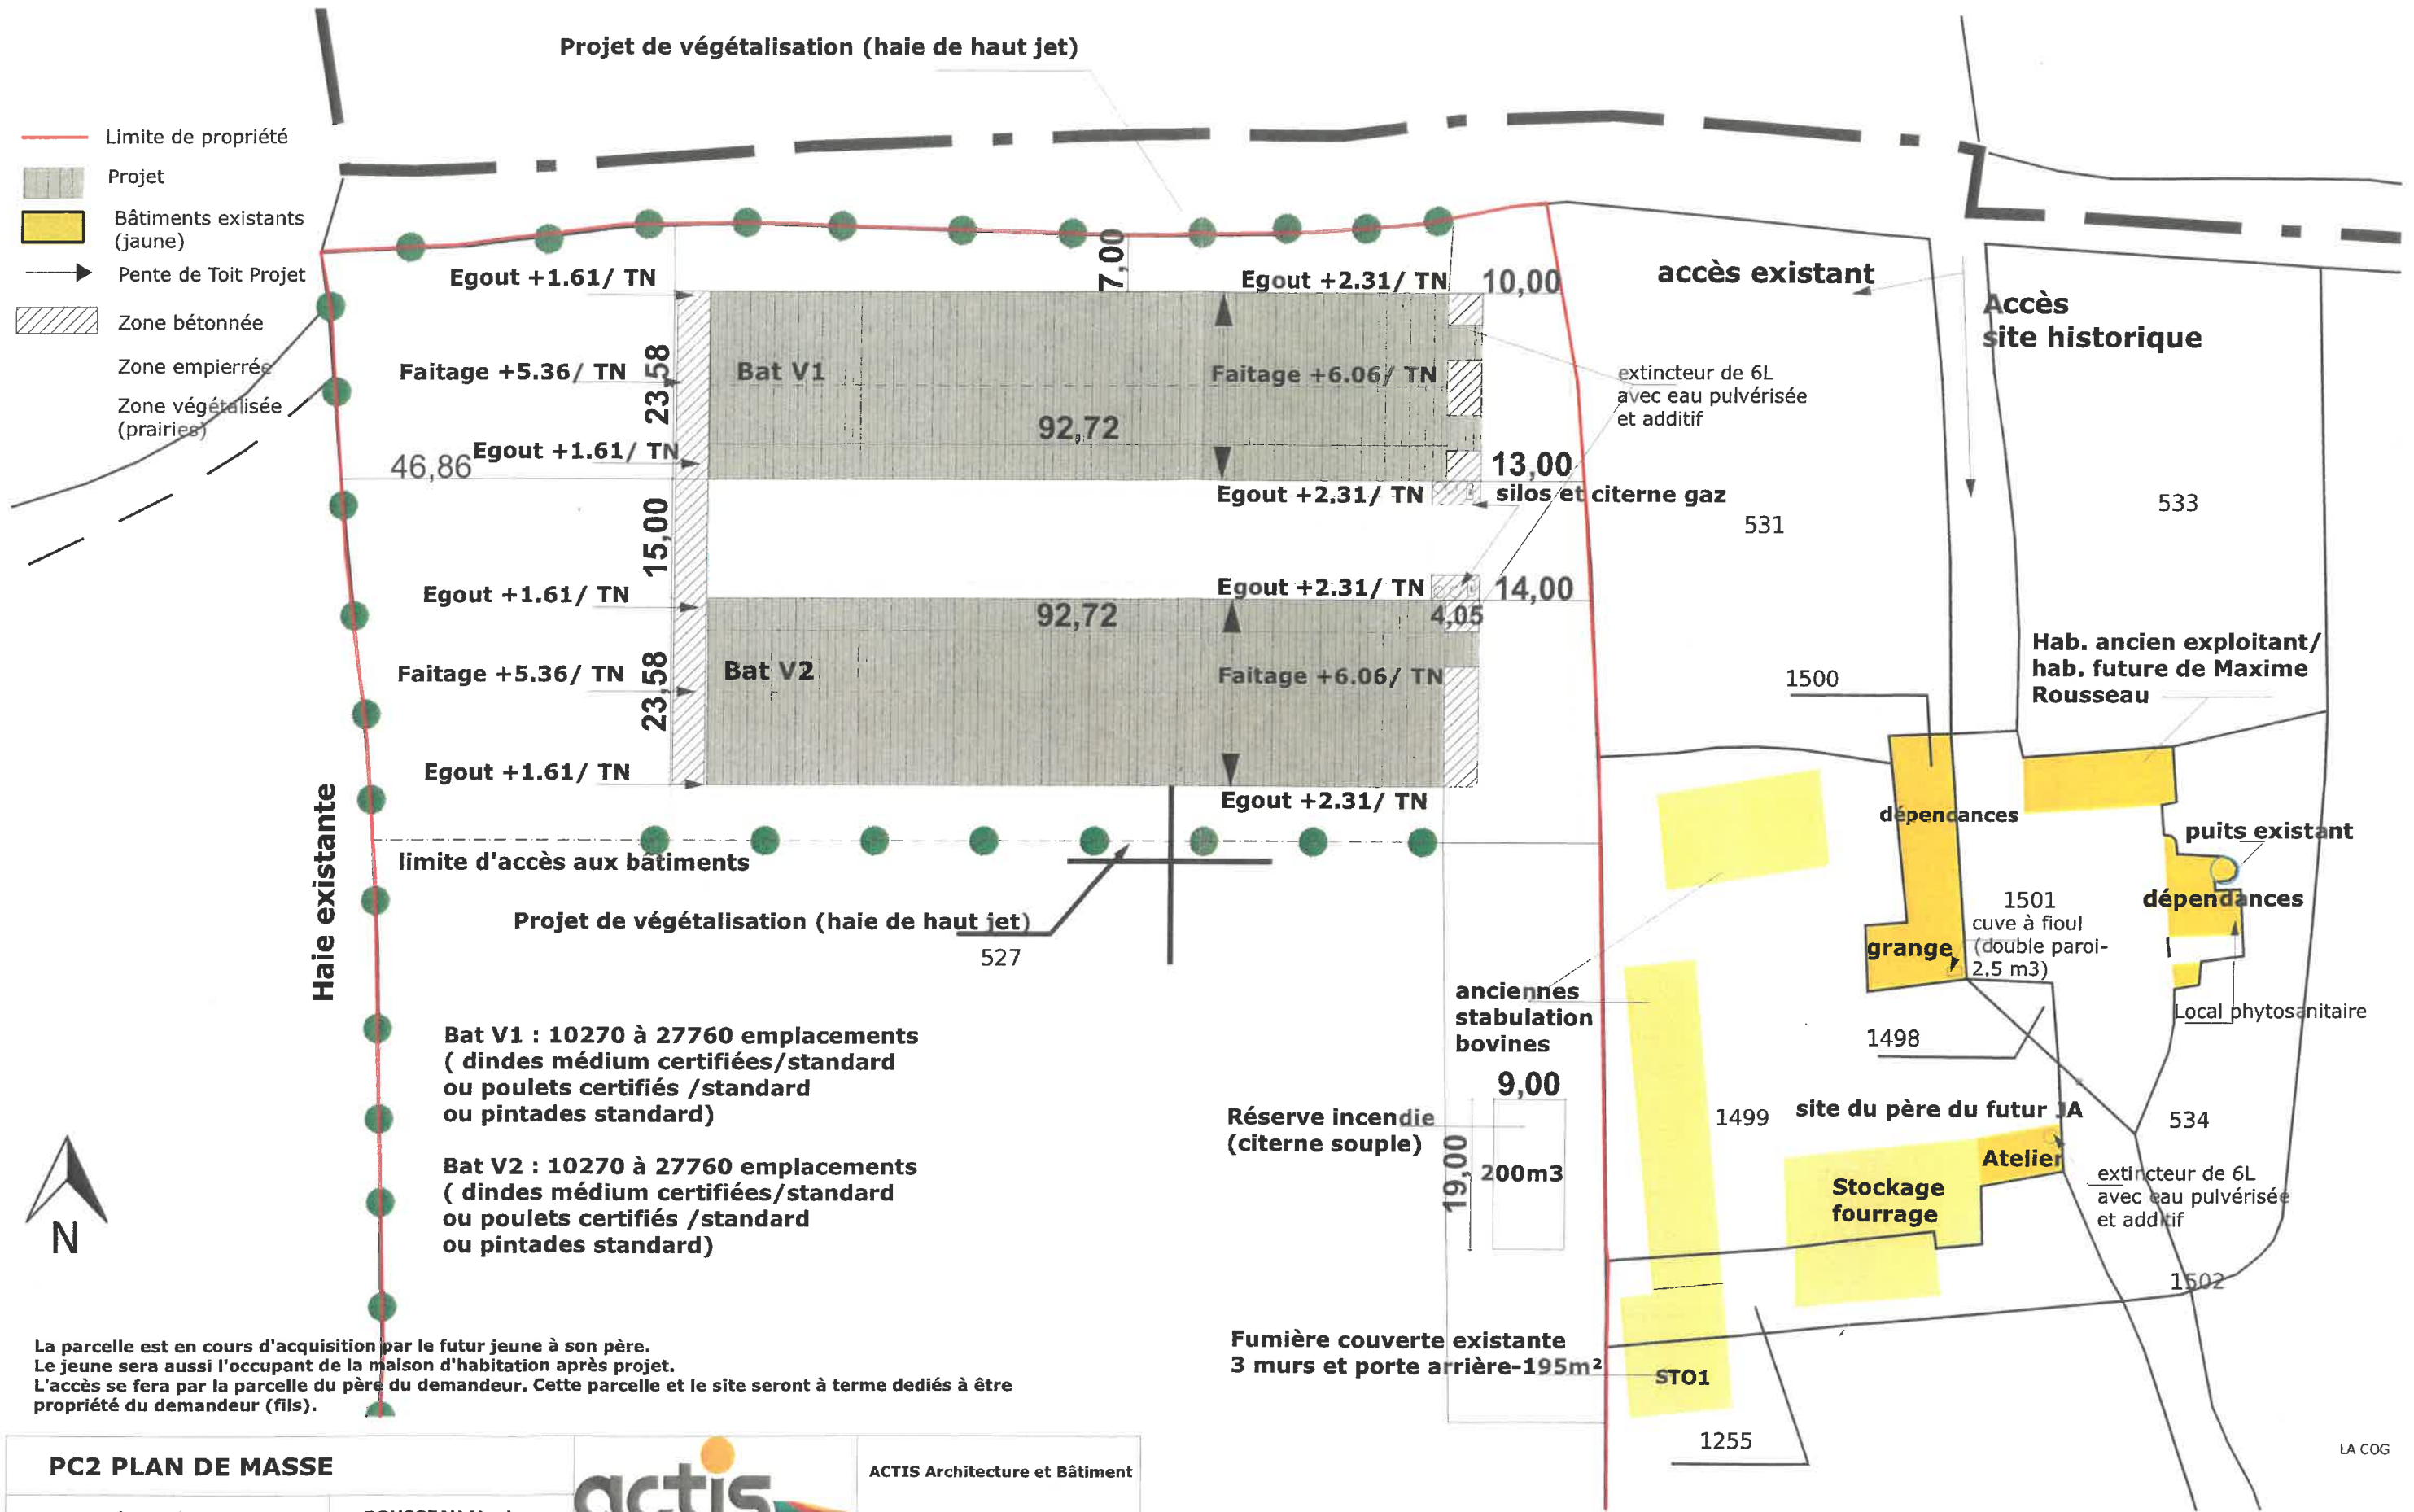 Projet de végétalisation (haie de haut jet)
Limite de propriété
Projet
Bâtiments existants
(jaune)
Pente de Toit Projet
Zone bétonnée
Zone empierrée
Zone végétalisée
(prairies)
Egout +1.61/ TN
7,00
Egout +2.31/ TN
10,00
accès existant
Accès
site historique
Faitage +5.36/ TN
23,58
Bat V1
Faitage +6.06/ TN
extincteur de 6L
avec eau pulvérisée
et additif
92,72
46,86
Egout +1.61/ TN
13,00
Egout +2.31/ TN
silos et citerne gaz
531
533
15,00
Egout +1.61/ TN
Egout +2.31/ TN
14,00
92,72
4,05
Faitage +5.36/ TN
23,58
Bat V2
Faitage +6.06/ TN
1500
Hab. ancien exploitant/
hab. future de Maxime
Rousseau
Egout +1.61/ TN
Egout +2.31/ TN
Haie existante
limite d'accès aux bâtiments
dépendances
puits existant
Projet de végétalisation (haie de haut jet)
527
1501
dépendances
cuve à fioul
(double paroi-
2.5 m3)
grange
anciennes
stabulation
bovines
Local phytosanitaire
1498
Bat V1 : 10270 à 27760 emplacements
( dindes médium certifiées/standard
ou poulets certifiés /standard
ou pintades standard)
9,00
Réserve incendie
(citerne souple)
19,00
200m3
1499
site du père du futur JA
534
Bat V2 : 10270 à 27760 emplacements
( dindes médium certifiées/standard
ou poulets certifiés /standard
ou pintades standard)
Atelier
Stockage
fourrage
extincteur de 6L
avec eau pulvérisée
et additif
N
1502
La parcelle est en cours d'acquisition par le futur jeune à son père.
Le jeune sera aussi l'occupant de la maison d'habitation après projet.
L'accès se fera par la parcelle du père du demandeur. Cette parcelle et le site seront à terme dediés à être
propriété du demandeur (fils).
Fumière couverte existante
3 murs et porte arrière-195m²
STO1
1255
LA COG
PC2 PLAN DE MASSE
actis
ACTIS Architecture et Bâtiment